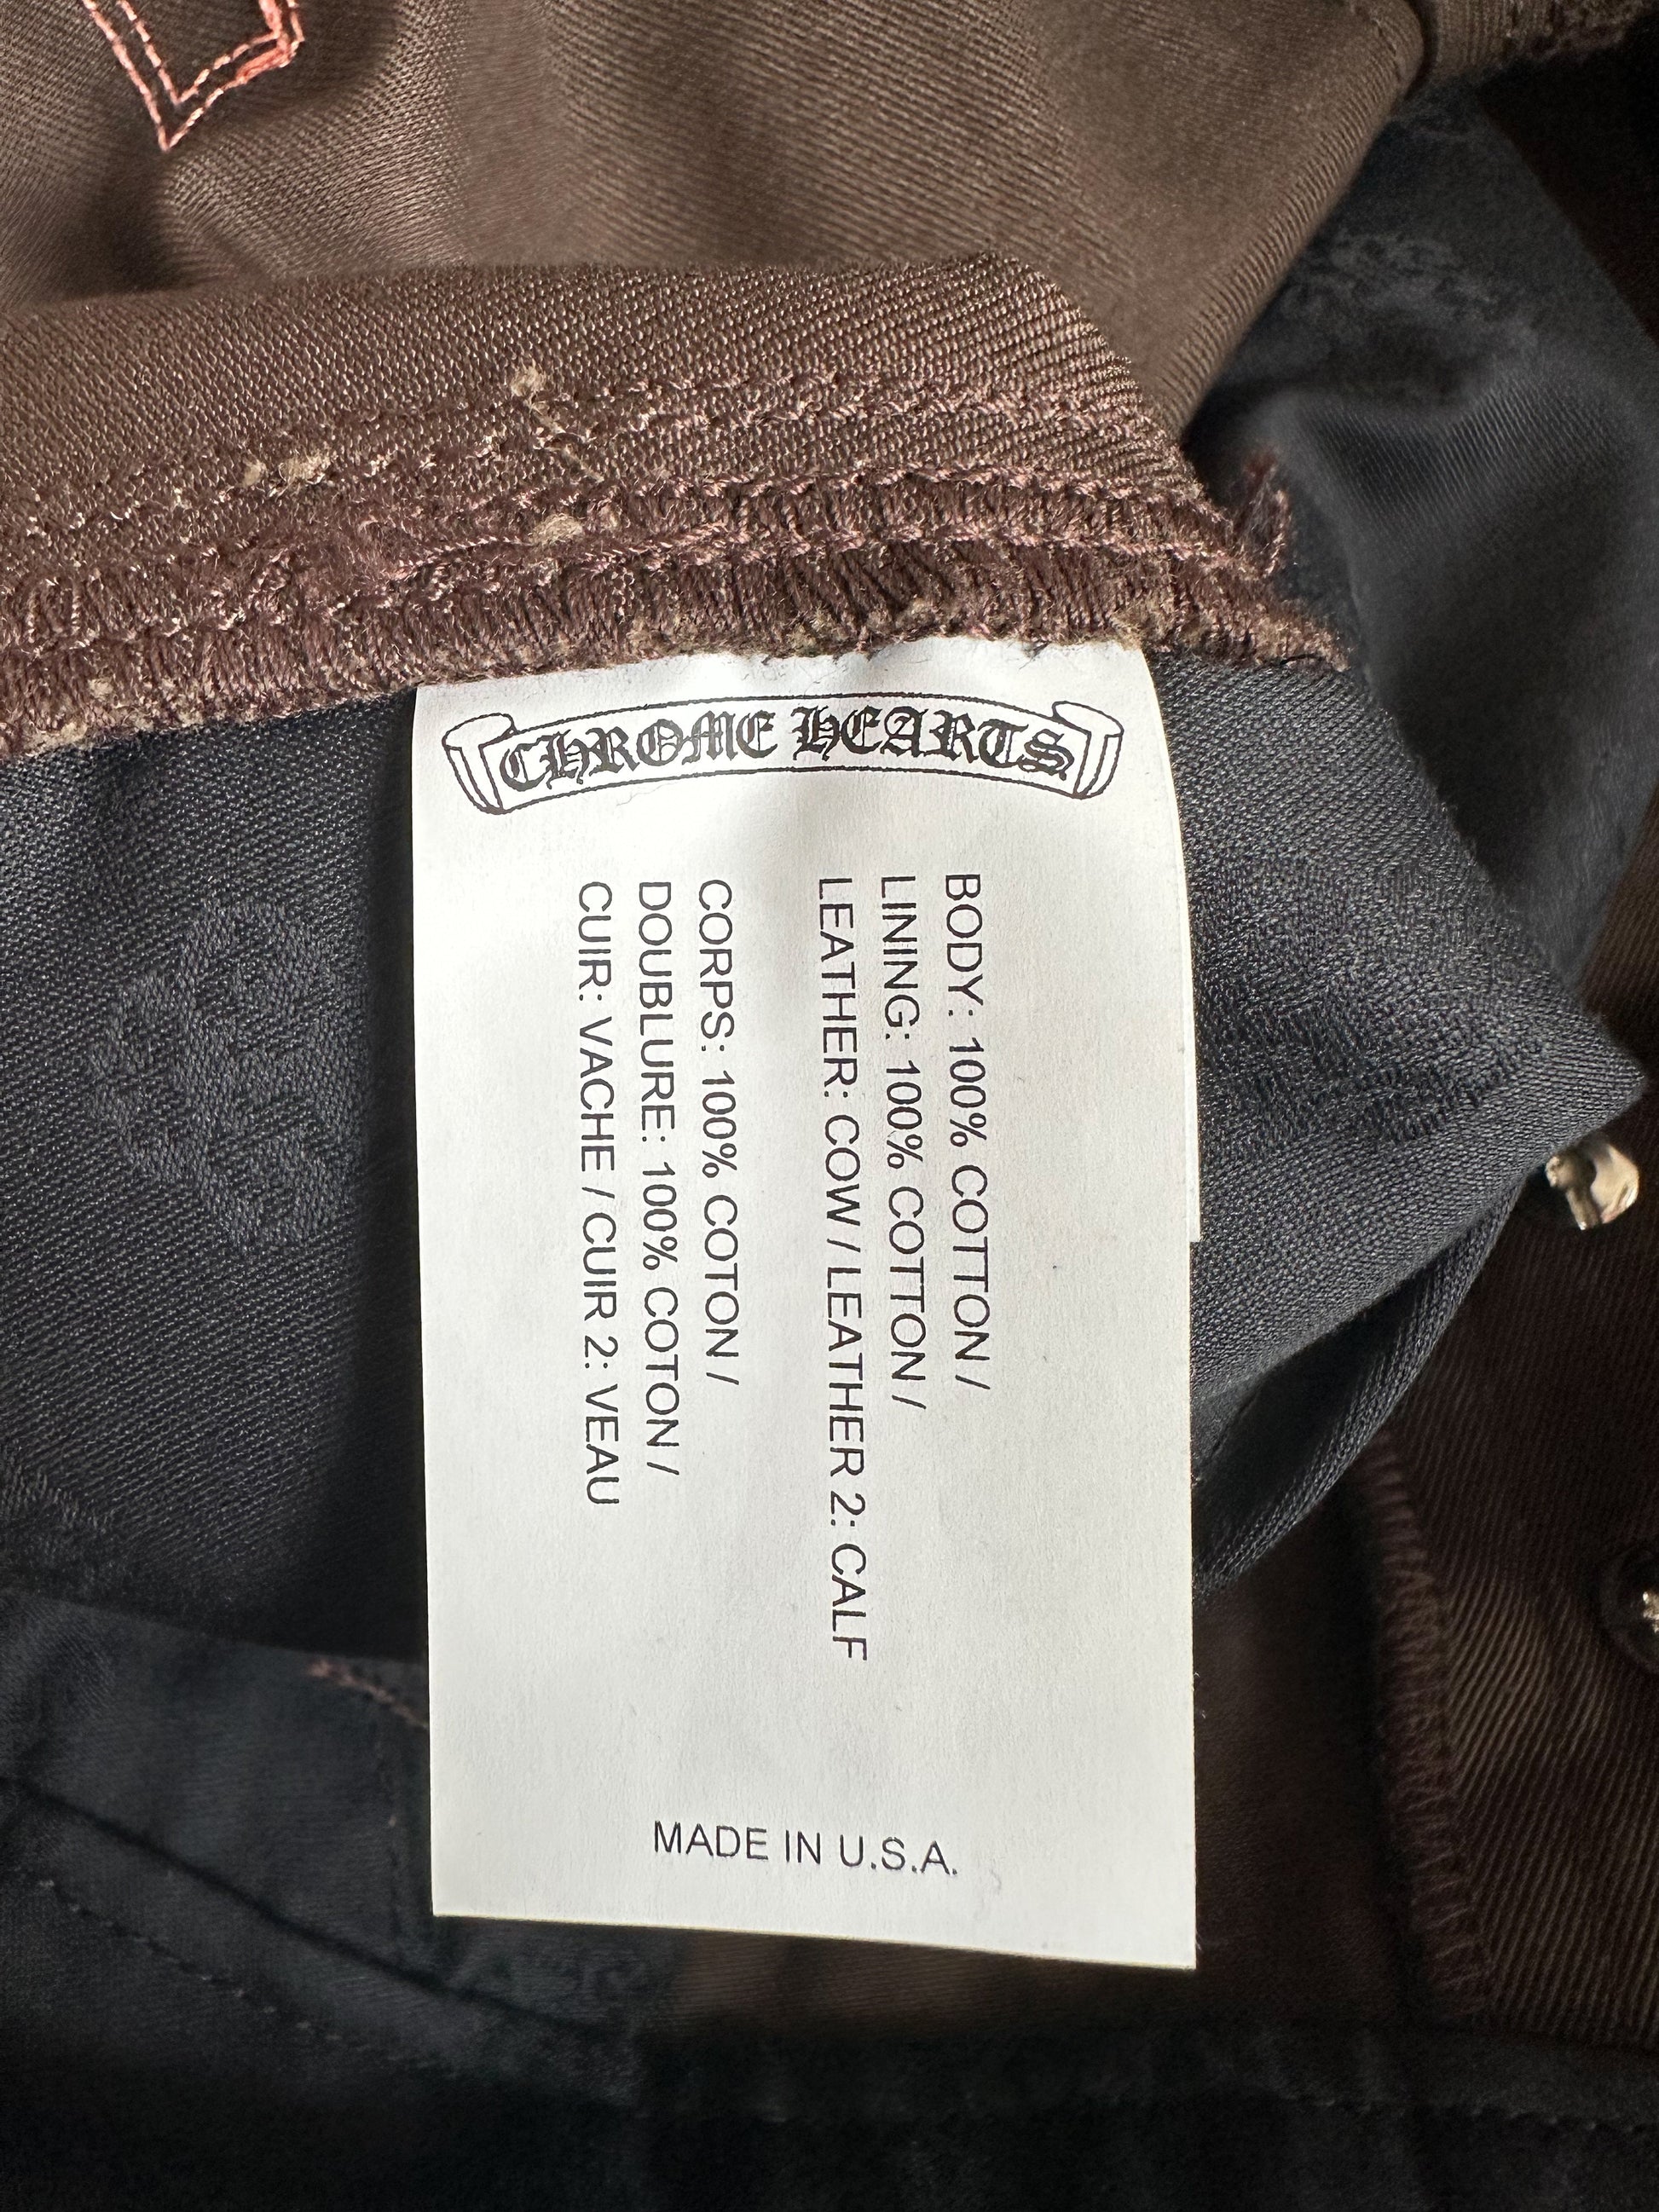 CHROME HEARTS
BODY: 100% COTTON /
LINING: 100% COTTON /
LEATHER: COW / LEATHER 2: CALF
CORPS: 100% COTON /
DOUBLURE: 100% COTON /
CUIR: VACHE / CUIR 2: VEAU
MADE IN U.S.A.